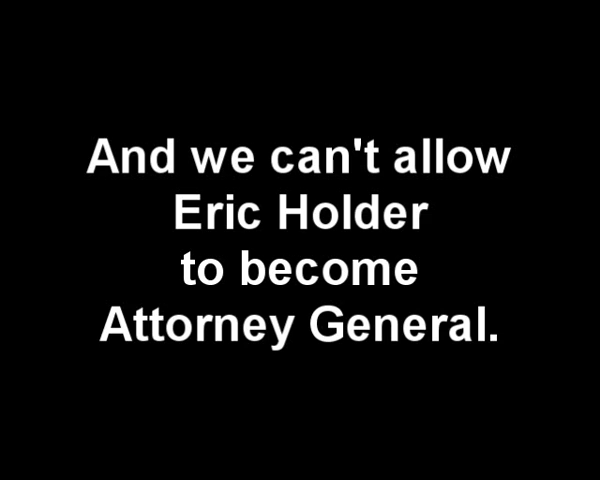 And we can't allow
Eric Holder
to become
Attorney General.